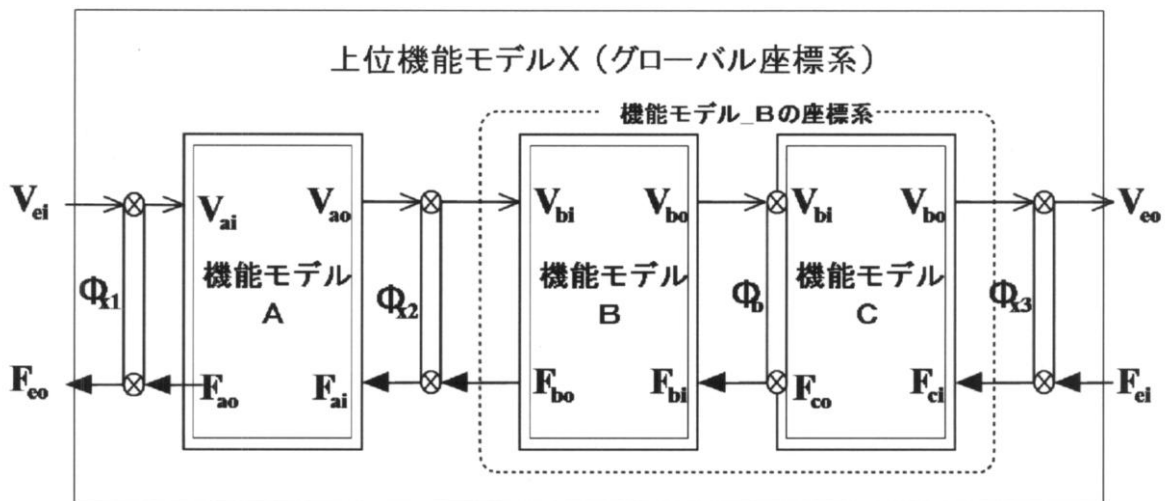 上位機能モデルX（グローバル座標系）
機能モデル_Bの座標系
Vei
Vai
Vao
Vbi
Vbo
Vbi
Vbo
Veo
Φx1
機能モデル
A
Φx2
機能モデル
B
Φb
機能モデル
C
Φx3
Feo
Fao
Fai
Fbo
Fbi
Fco
Fci
Fei